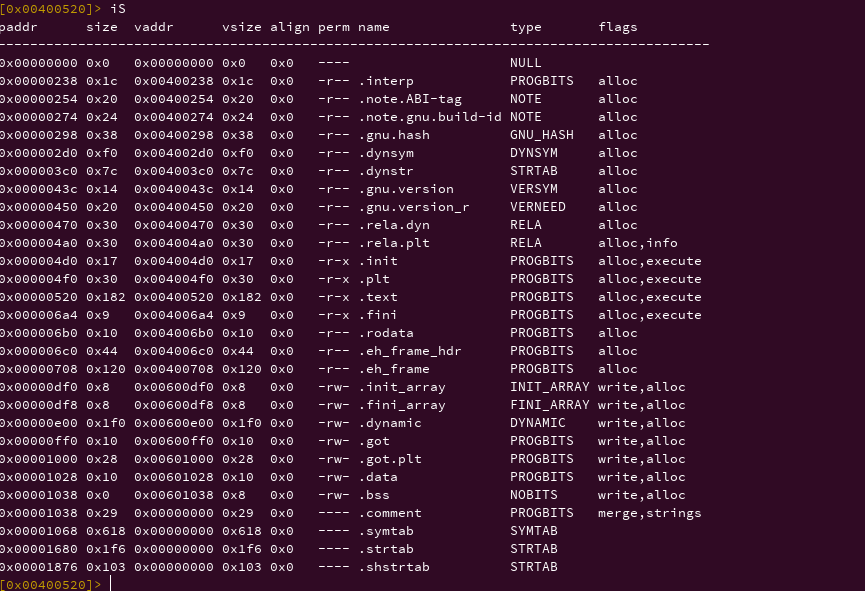 [0x00400520]> iS
paddr size vaddr vsize align perm name type flags
-----------------------------------------------------------------------------------------
0x00000000 0x0 0x00000000 0x0 0x0 ---- NULL
0x00000238 0x1c 0x00400238 0x1c 0x0 -r-- .interp PROGBITS alloc
0x00000254 0x20 0x00400254 0x20 0x0 -r-- .note.ABI-tag NOTE alloc
0x00000274 0x24 0x00400274 0x24 0x0 -r-- .note.gnu.build-id NOTE alloc
0x00000298 0x38 0x00400298 0x38 0x0 -r-- .gnu.hash GNU_HASH alloc
0x000002d0 0xf0 0x004002d0 0xf0 0x0 -r-- .dynsym DYNSYM alloc
0x000003c0 0x7c 0x004003c0 0x7c 0x0 -r-- .dynstr STRTAB alloc
0x0000043c 0x14 0x0040043c 0x14 0x0 -r-- .gnu.version VERSYM alloc
0x00000450 0x20 0x00400450 0x20 0x0 -r-- .gnu.version_r VERNEED alloc
0x00000470 0x30 0x00400470 0x30 0x0 -r-- .rela.dyn RELA alloc
0x000004a0 0x30 0x004004a0 0x30 0x0 -r-- .rela.plt RELA alloc,info
0x000004d0 0x17 0x004004d0 0x17 0x0 -r-x .init PROGBITS alloc,execute
0x000004f0 0x30 0x004004f0 0x30 0x0 -r-x .plt PROGBITS alloc,execute
0x00000520 0x182 0x00400520 0x182 0x0 -r-x .text PROGBITS alloc,execute
0x000006a4 0x9 0x004006a4 0x9 0x0 -r-x .fini PROGBITS alloc,execute
0x000006b0 0x10 0x004006b0 0x10 0x0 -r-- .rodata PROGBITS alloc
0x000006c0 0x44 0x004006c0 0x44 0x0 -r-- .eh_frame_hdr PROGBITS alloc
0x00000708 0x120 0x00400708 0x120 0x0 -r-- .eh_frame PROGBITS alloc
0x00000df0 0x8 0x00600df0 0x8 0x0 -rw- .init_array INIT_ARRAY write,alloc
0x00000df8 0x8 0x00600df8 0x8 0x0 -rw- .fini_array FINI_ARRAY write,alloc
0x00000e00 0x1f0 0x00600e00 0x1f0 0x0 -rw- .dynamic DYNAMIC write,alloc
0x00000ff0 0x10 0x00600ff0 0x10 0x0 -rw- .got PROGBITS write,alloc
0x00001000 0x28 0x00601000 0x28 0x0 -rw- .got.plt PROGBITS write,alloc
0x00001028 0x10 0x00601028 0x10 0x0 -rw- .data PROGBITS write,alloc
0x00001038 0x0 0x00601038 0x8 0x0 -rw- .bss NOBITS write,alloc
0x00001038 0x29 0x00000000 0x29 0x0 ---- .comment PROGBITS merge,strings
0x00001068 0x618 0x00000000 0x618 0x0 ---- .symtab SYMTAB
0x00001680 0x1f6 0x00000000 0x1f6 0x0 ---- .strtab STRTAB
0x00001876 0x103 0x00000000 0x103 0x0 ---- .shstrtab STRTAB
[0x00400520]>